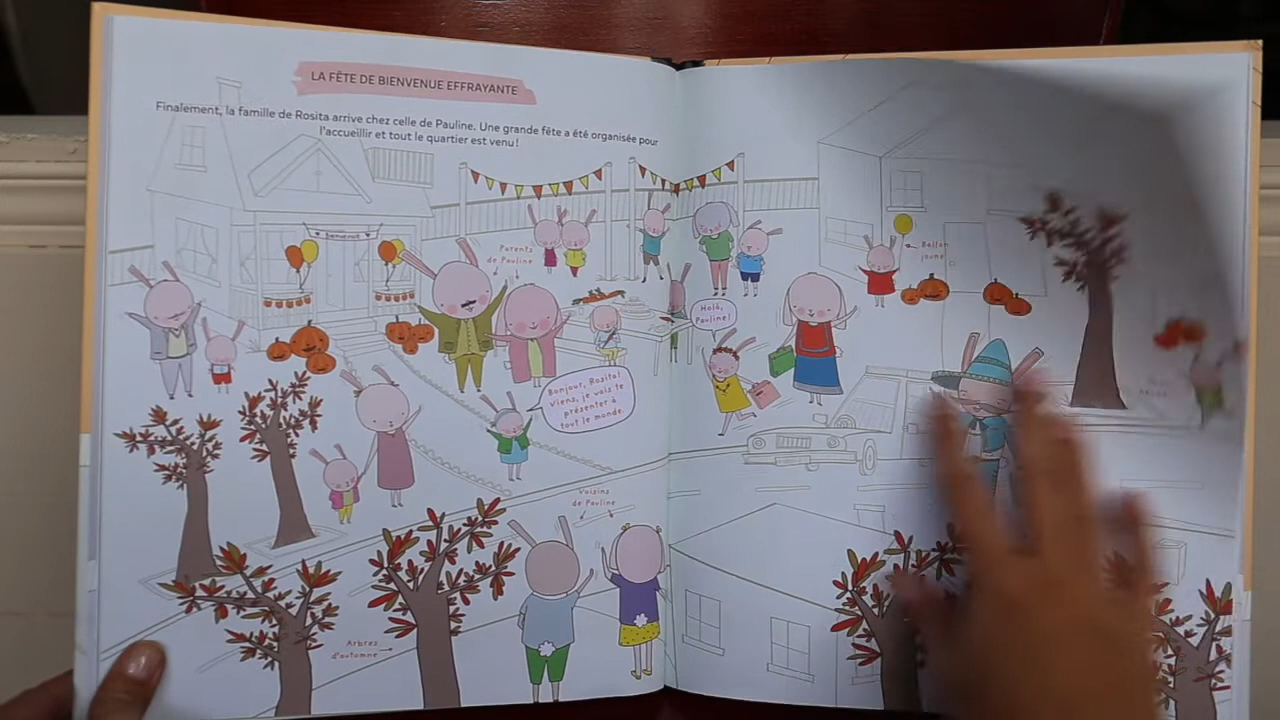 LA FÊTE DE BIENVENUE EFFRAYANTE
Finalement, la famille de Rosita arrive chez celle de Pauline. Une grande fête a été organisée pour
l'accueillir et tout le quartier est venu !
Bienvenue
Parents
de Pauline
Ballon
jaune
Holà,
Pauline!
Bonjour, Rosita!
Viens, je vais te
présenter à
tout le monde.
Voisins
de Pauline
Arbres
d'automne